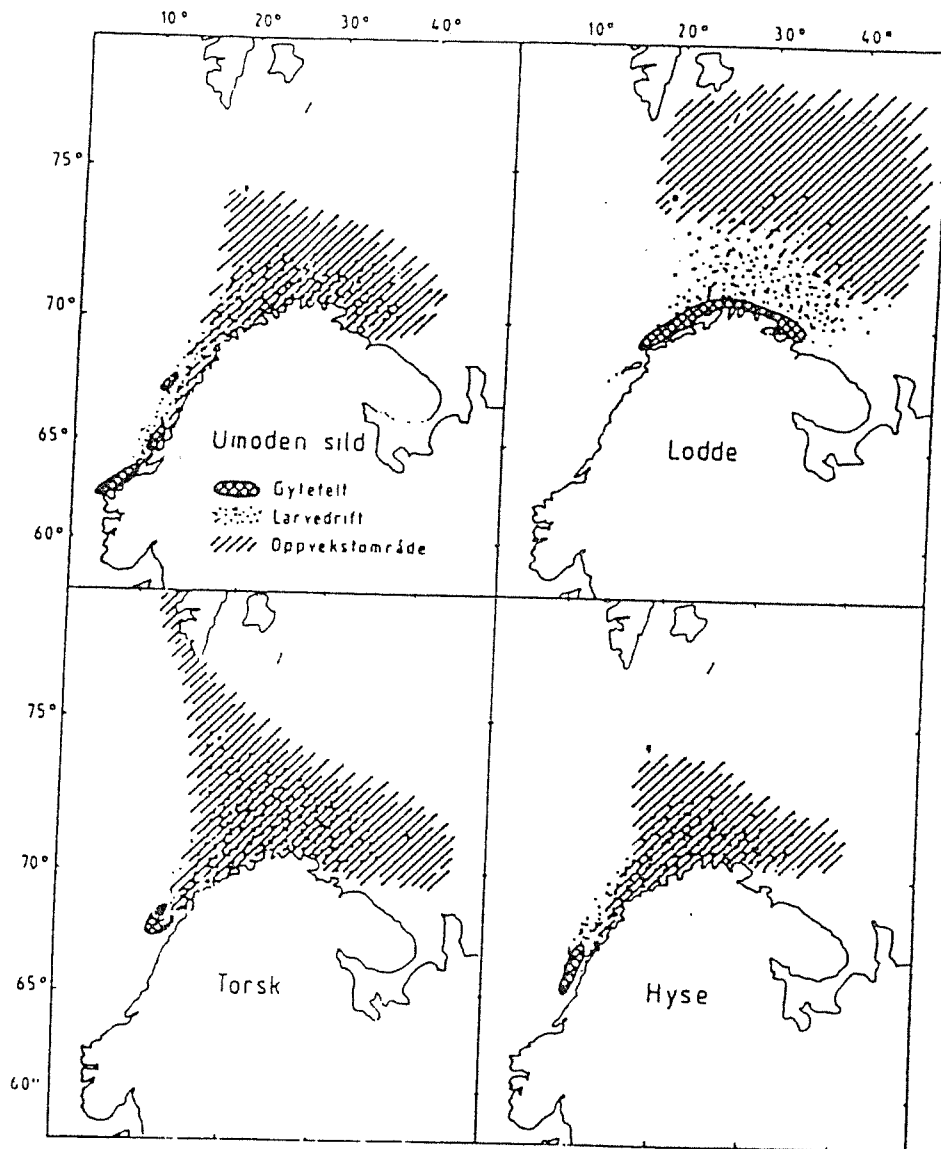 10° 20° 30° 40° 10° 20° 30° 40°
75°
70°
65°
60°
Umoden sild
Gytefelt
Larvedrift
Oppvekstområde
Lodde
75°
70°
65°
60°
Torsk
Hyse